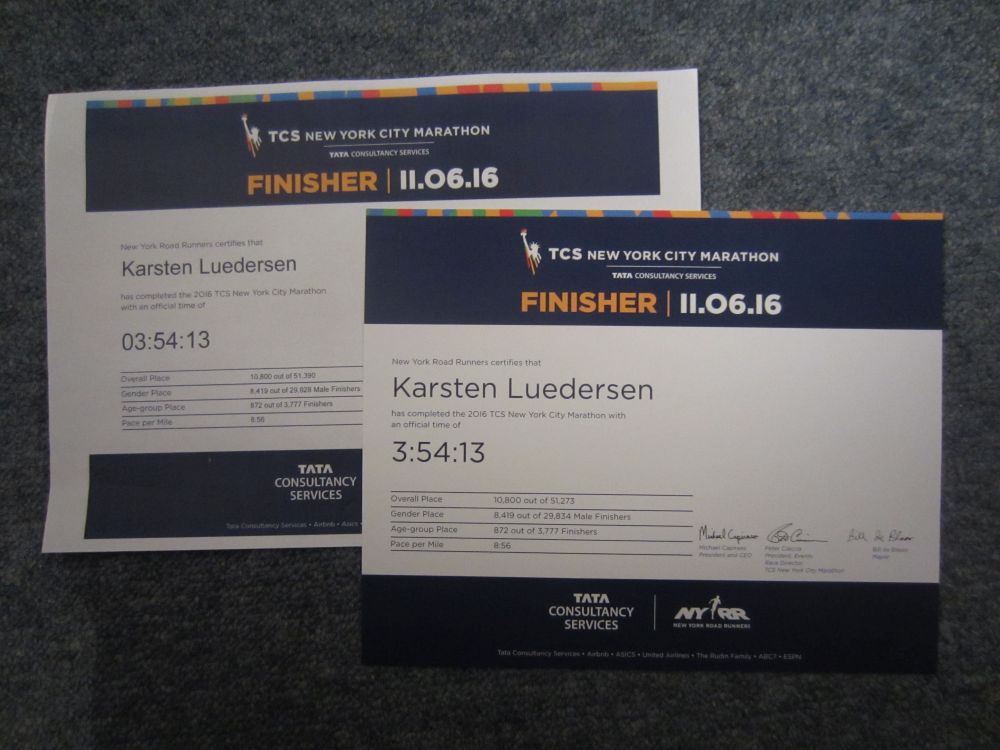 TCS NEW YORK CITY MARATHON
TATA CONSULTANCY SERVICES
FINISHER | 11.06.16
New York Road Runners certifies that
Karsten Luedersen
has completed the 2016 TCS New York City Marathon
with an official time of
03:54:13
Overall Place 10,800 out of 51,390
Gender Place 8,419 out of 29,828 Male Finishers
Age-group Place 872 out of 3,777 Finishers
Pace per Mile 8:56
TATA
CONSULTANCY
SERVICES
Tata Consultancy Services • Airbnb • Asics •
TCS NEW YORK CITY MARATHON
TATA CONSULTANCY SERVICES
FINISHER | 11.06.16
New York Road Runners certifies that
Karsten Luedersen
has completed the 2016 TCS New York City Marathon with
an official time of
3:54:13
Overall Place 10,800 out of 51,273
Gender Place 8,419 out of 29,834 Male Finishers
Age-group Place 872 out of 3,777 Finishers
Pace per Mile 8:56
Michael Capiraso
President and CEO
Peter Ciaccia
President, Events
Race Director
TCS New York City Marathon
Bill de Blasio
Mayor
TATA
CONSULTANCY
SERVICES
NYRR
NEW YORK ROAD RUNNERS
Tata Consultancy Services • Airbnb • ASICS • United Airlines • The Rudin Family • ABC7 • ESPN